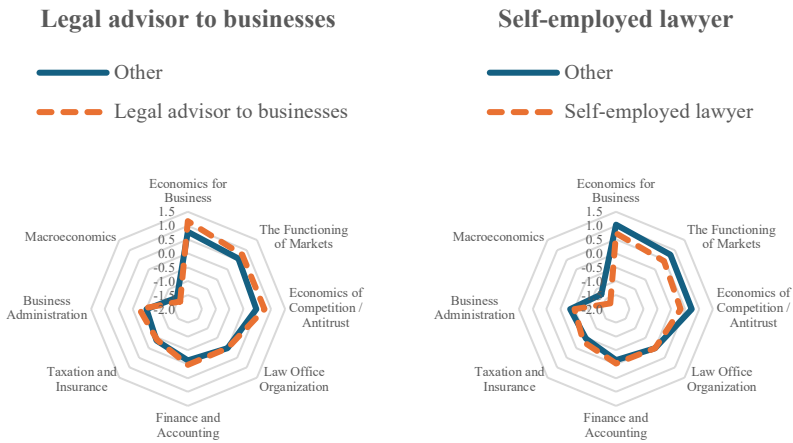 Legal advisor to businesses
Other
Legal advisor to businesses
Economics for
Business
1.5
1.0
0.5
0.0
-0.5
-1.0
-1.5
-2.0
The Functioning
of Markets
Economics of
Competition /
Antitrust
Law Office
Organization
Finance and
Accounting
Taxation and
Insurance
Business
Administration
Macroeconomics
Self-employed lawyer
Other
Self-employed lawyer
Economics for
Business
1.5
1.0
0.5
0.0
-0.5
-1.0
-1.5
-2.0
The Functioning
of Markets
Economics of
Competition /
Antitrust
Law Office
Organization
Finance and
Accounting
Taxation and
Insurance
Business
Administration
Macroeconomics